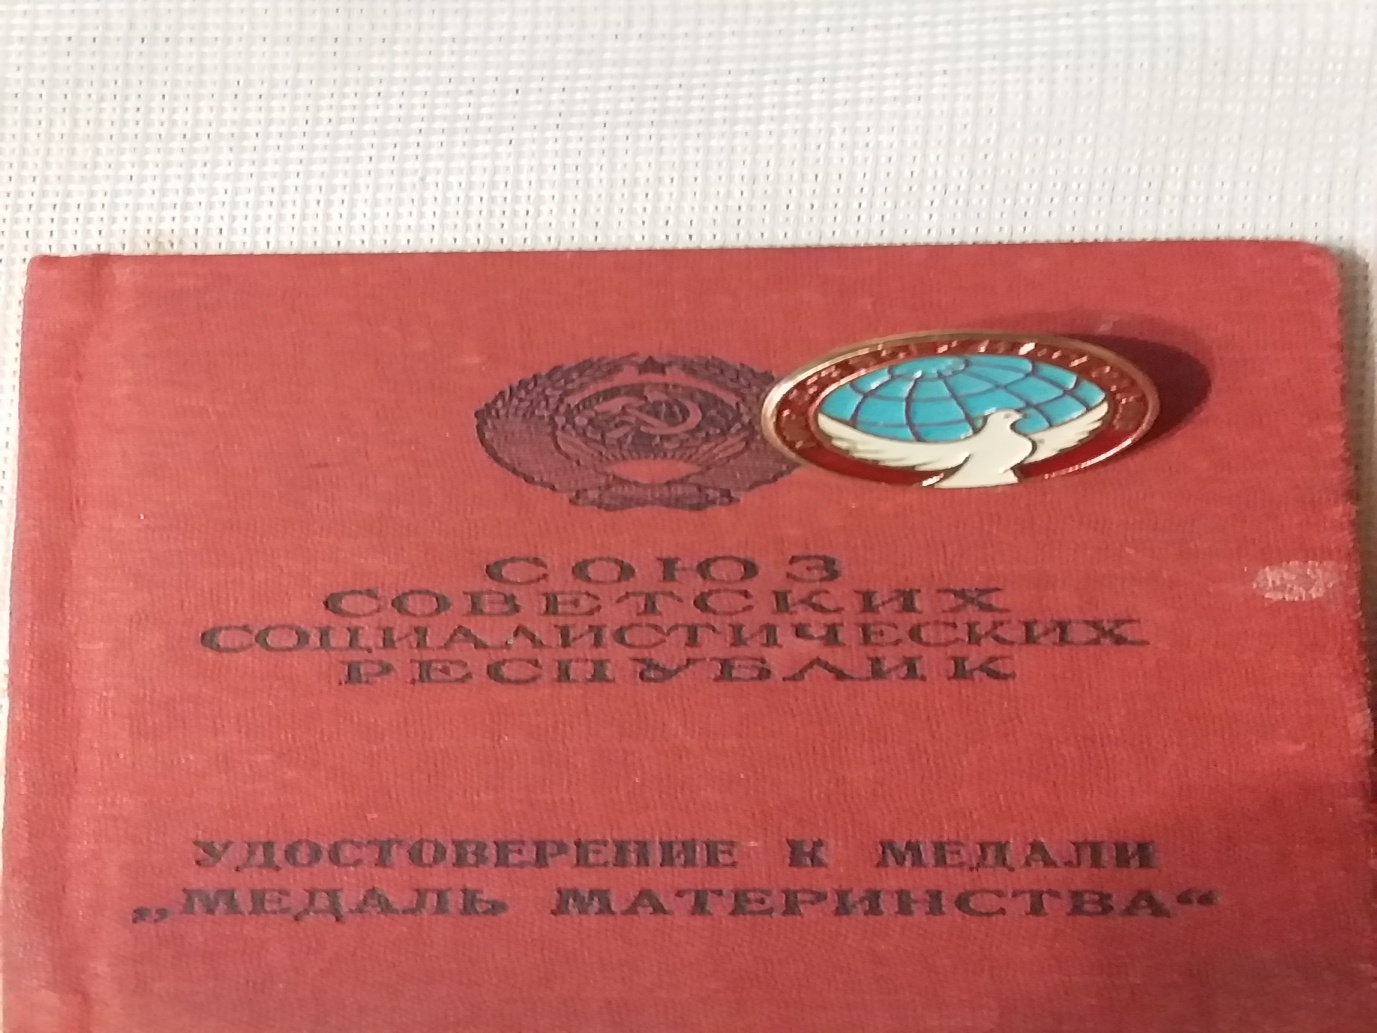 СОЮЗ
СОВЕТСКИХ
СОЦИАЛИСТИЧЕСКИХ
РЕСПУБЛИК
УДОСТОВЕРЕНИЕ К МЕДАЛИ
„МЕДАЛЬ МАТЕРИНСТВА“